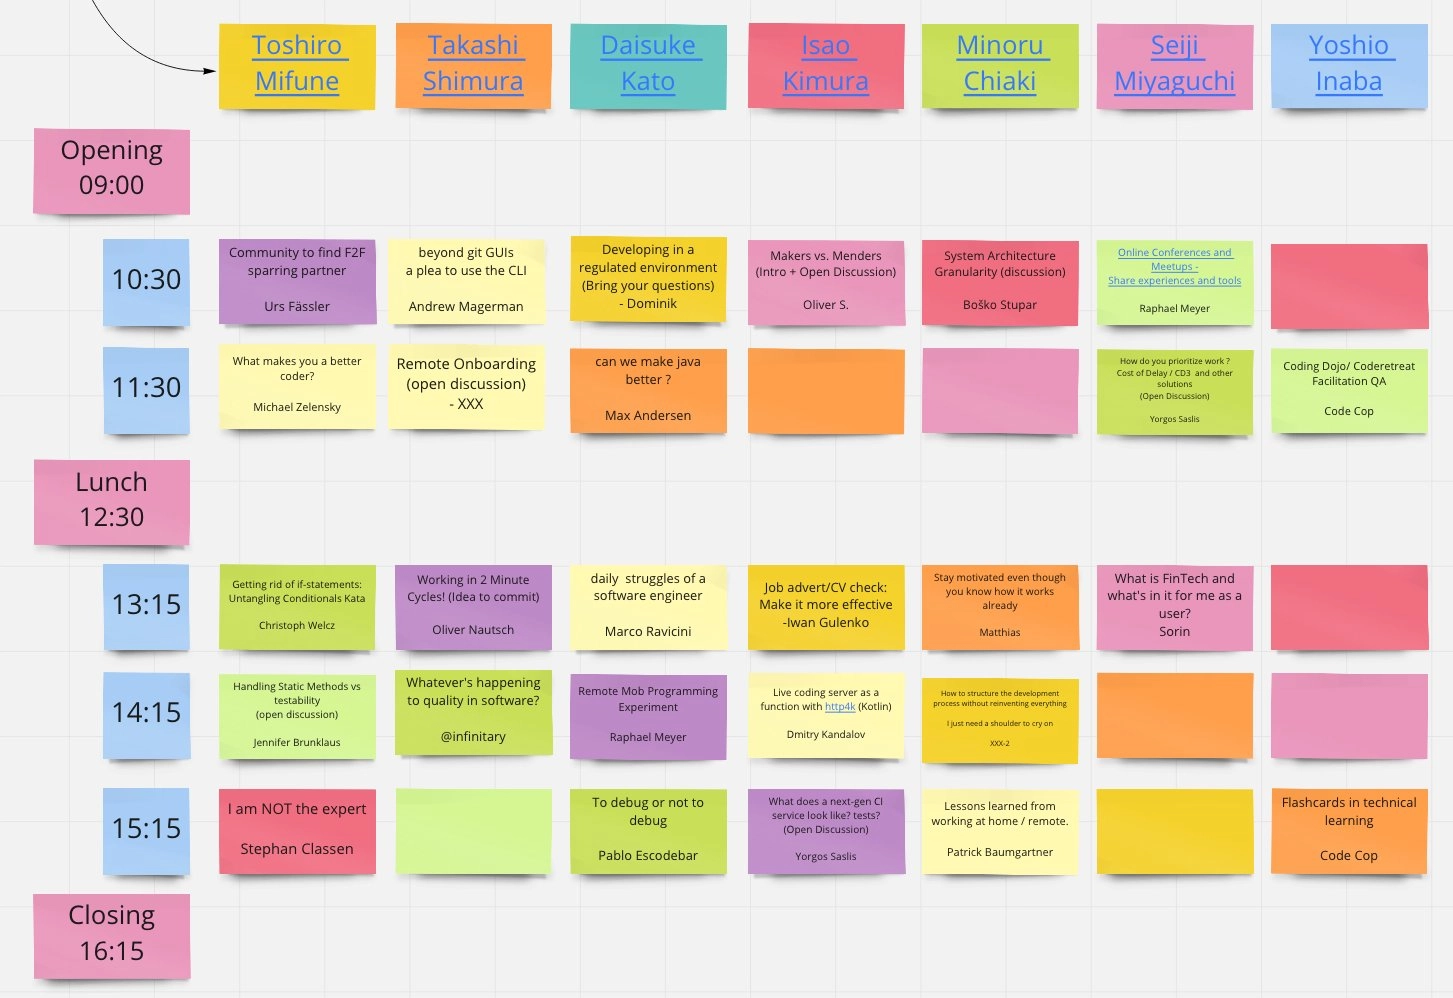 Toshiro
Mifune
Takashi
Shimura
Daisuke
Kato
Isao
Kimura
Minoru
Chiaki
Seiji
Miyaguchi
Yoshio
Inaba
Opening
09:00
10:30
Community to find F2F
sparring partner
Urs Fässler
beyond git GUIs
a plea to use the CLI
Andrew Magerman
Developing in a
regulated environment
(Bring your questions)
- Dominik
Makers vs. Menders
(Intro + Open Discussion)
Oliver S.
System Architecture
Granularity (discussion)
Boško Stupar
Online Conferences and
Meetups -
Share experiences and tools
Raphael Meyer
11:30
What makes you a better
coder?
Michael Zelensky
Remote Onboarding
(open discussion)
- XXX
can we make java
better ?
Max Andersen
How do you prioritize work ?
Cost of Delay / CD3 and other
solutions
(Open Discussion)
Yorgos Saslis
Coding Dojo/ Coderetreat
Facilitation QA
Code Cop
Lunch
12:30
13:15
Getting rid of if-statements:
Untangling Conditionals Kata
Christoph Welcz
Working in 2 Minute
Cycles! (Idea to commit)
Oliver Nautsch
daily struggles of a
software engineer
Marco Ravicini
Job advert/CV check:
Make it more effective
-Iwan Gulenko
Stay motivated even though
you know how it works
already
Matthias
What is FinTech and
what's in it for me as a
user?
Sorin
14:15
Handling Static Methods vs
testability
(open discussion)
Jennifer Brunklaus
Whatever's happening
to quality in software?
@infinitary
Remote Mob Programming
Experiment
Raphael Meyer
Live coding server as a
function with http4k (Kotlin)
Dmitry Kandalov
How to structure the development
process without reinventing everything
I just need a shoulder to cry on
XXX-2
15:15
I am NOT the expert
Stephan Classen
To debug or not to
debug
Pablo Escodebar
What does a next-gen CI
service look like? tests?
(Open Discussion)
Yorgos Saslis
Lessons learned from
working at home / remote.
Patrick Baumgartner
Flashcards in technical
learning
Code Cop
Closing
16:15